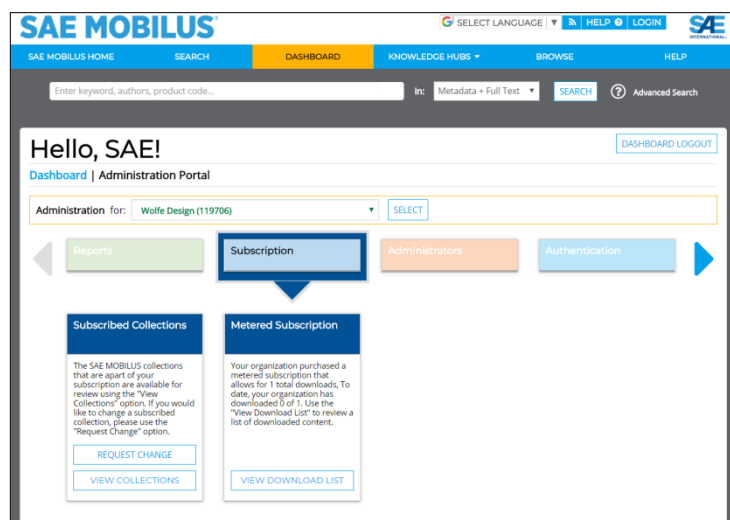 SAE MOBILUS®
G SELECT LANGUAGE ▼ HELP ? LOGIN
SAE INTERNATIONAL.
SAE MOBILUS HOME SEARCH DASHBOARD KNOWLEDGE HUBS BROWSE HELP
Enter keyword, authors, product code... in: Metadata + Full Text SEARCH ? Advanced Search
Hello, SAE!
DASHBOARD LOGOUT
Dashboard | Administration Portal
Administration for: Wolfe Design (119706) SELECT
Reports Subscription Administrators Authentication
Subscribed Collections
The SAE MOBILUS collections
that are apart of your
subscription are available for
review using the "View
Collections" option. If you would
like to change a subscribed
collection, please use the
"Request Change" option.
REQUEST CHANGE
VIEW COLLECTIONS
Metered Subscription
Your organization purchased a
metered subscription that
allows for 1 total downloads, To
date, your organization has
downloaded 0 of 1. Use the
"View Download List" to review a
list of downloaded content.
VIEW DOWNLOAD LIST